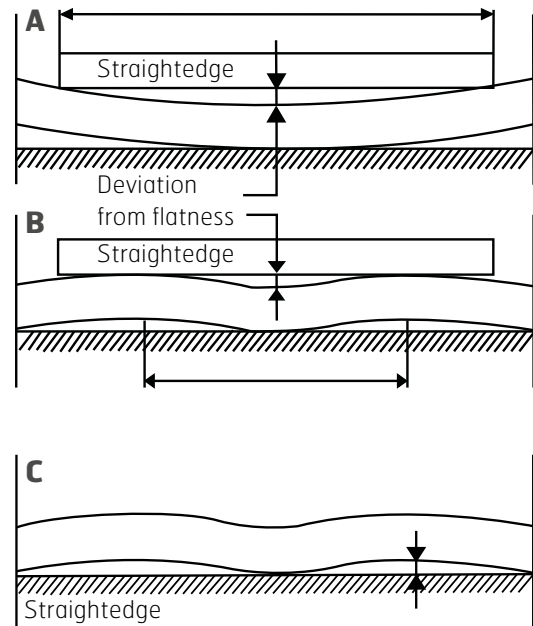 A
Straightedge
Deviation
from flatness
B
Straightedge
C
Straightedge